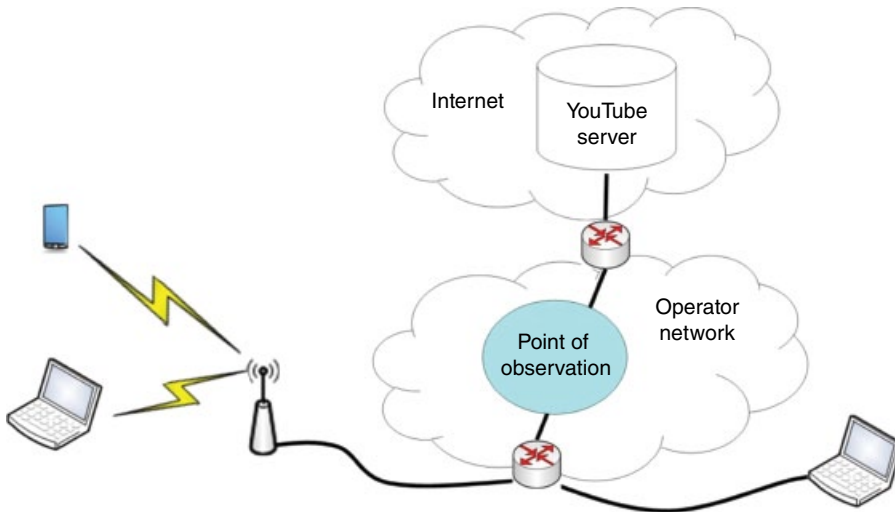 Internet
YouTube
server
Operator
network
Point of
observation